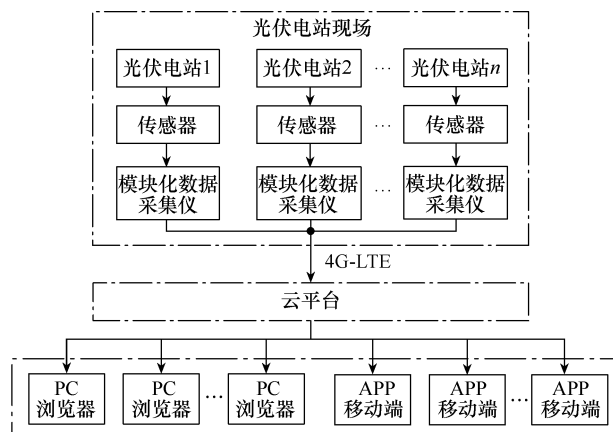 光伏电站现场
光伏电站1 光伏电站2 … 光伏电站n
传感器 传感器 … 传感器
模块化数据 模块化数据 … 模块化数据
采集仪 采集仪 采集仪
4G-LTE
云平台
PC PC PC APP APP APP
浏览器 浏览器 … 浏览器 移动端 移动端 … 移动端